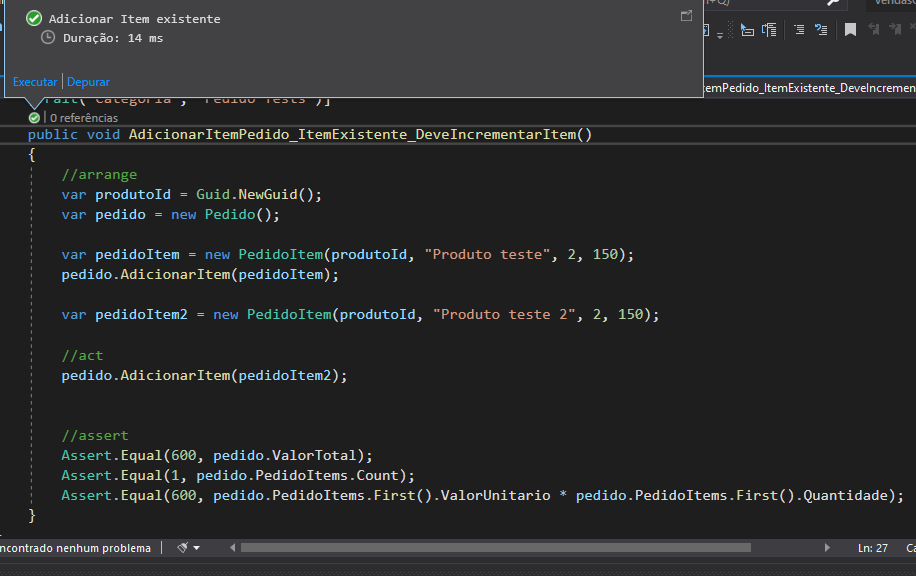 Adicionar Item existente
Duração: 14 ms
Executar | Depurar
Trait("Categoria", "Pedido Tests")]
emPedido_ItemExistente_DeveIncremen
| 0 referências
public void AdicionarItemPedido_ItemExistente_DeveIncrementarItem()
{
//arrange
var produtoId = Guid.NewGuid();
var pedido = new Pedido();
var pedidoItem = new PedidoItem(produtoId, "Produto teste", 2, 150);
pedido.AdicionarItem(pedidoItem);
var pedidoItem2 = new PedidoItem(produtoId, "Produto teste 2", 2, 150);
//act
pedido.AdicionarItem(pedidoItem2);
//assert
Assert.Equal(600, pedido.ValorTotal);
Assert.Equal(1, pedido.PedidoItems.Count);
Assert.Equal(600, pedido.PedidoItems.First().ValorUnitario * pedido.PedidoItems.First().Quantidade);
}
ncontrado nenhum problema
Ln: 27